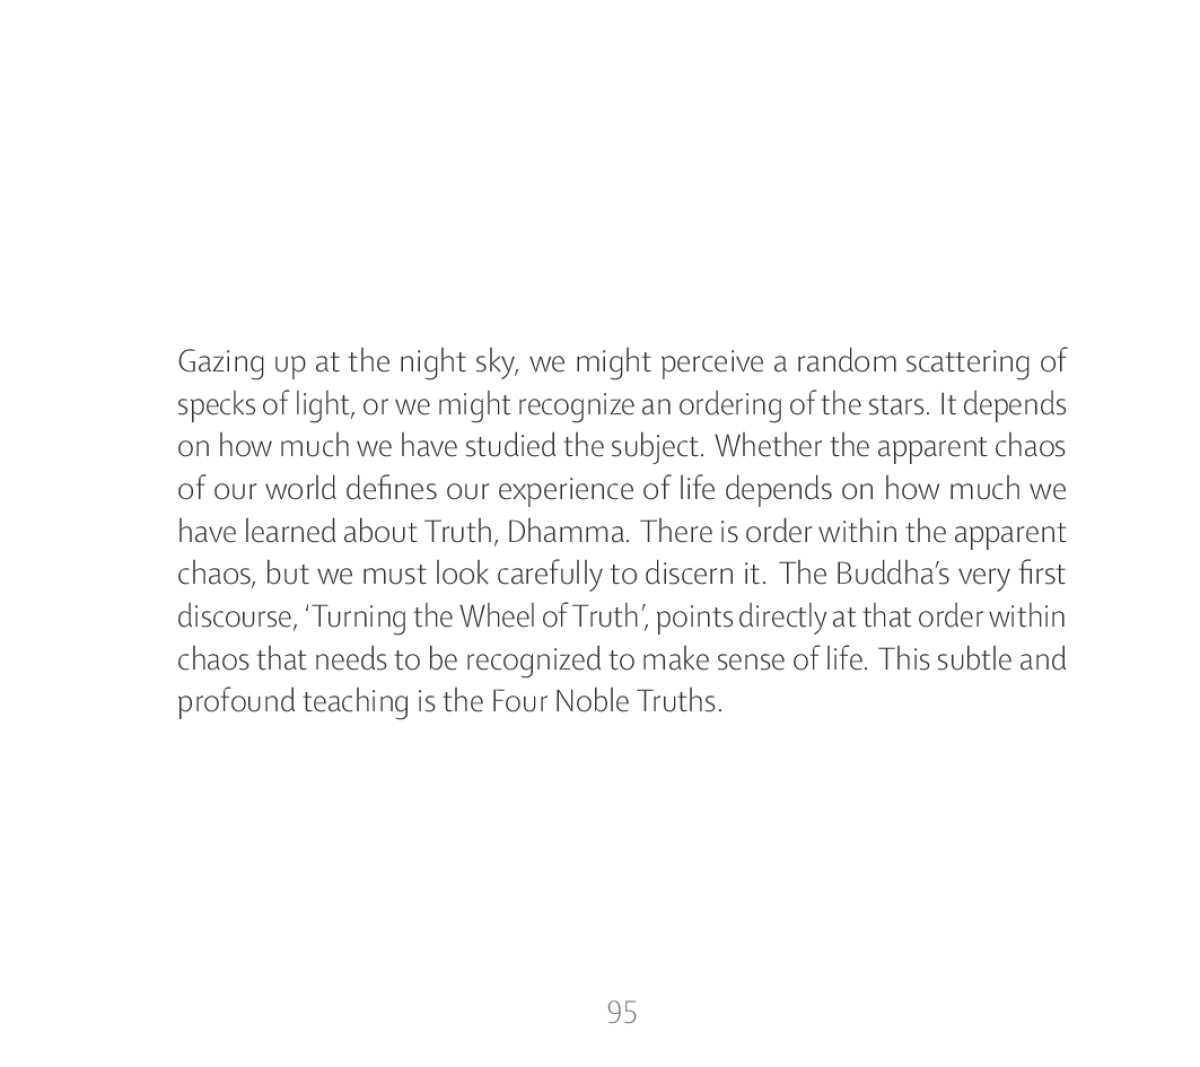 Gazing up at the night sky, we might perceive a random scattering of
specks of light, or we might recognize an ordering of the stars. It depends
on how much we have studied the subject. Whether the apparent chaos
of our world defines our experience of life depends on how much we
have learned about Truth, Dhamma. There is order within the apparent
chaos, but we must look carefully to discern it. The Buddha’s very first
discourse, ‘Turning the Wheel of Truth’, points directly at that order within
chaos that needs to be recognized to make sense of life. This subtle and
profound teaching is the Four Noble Truths.
95